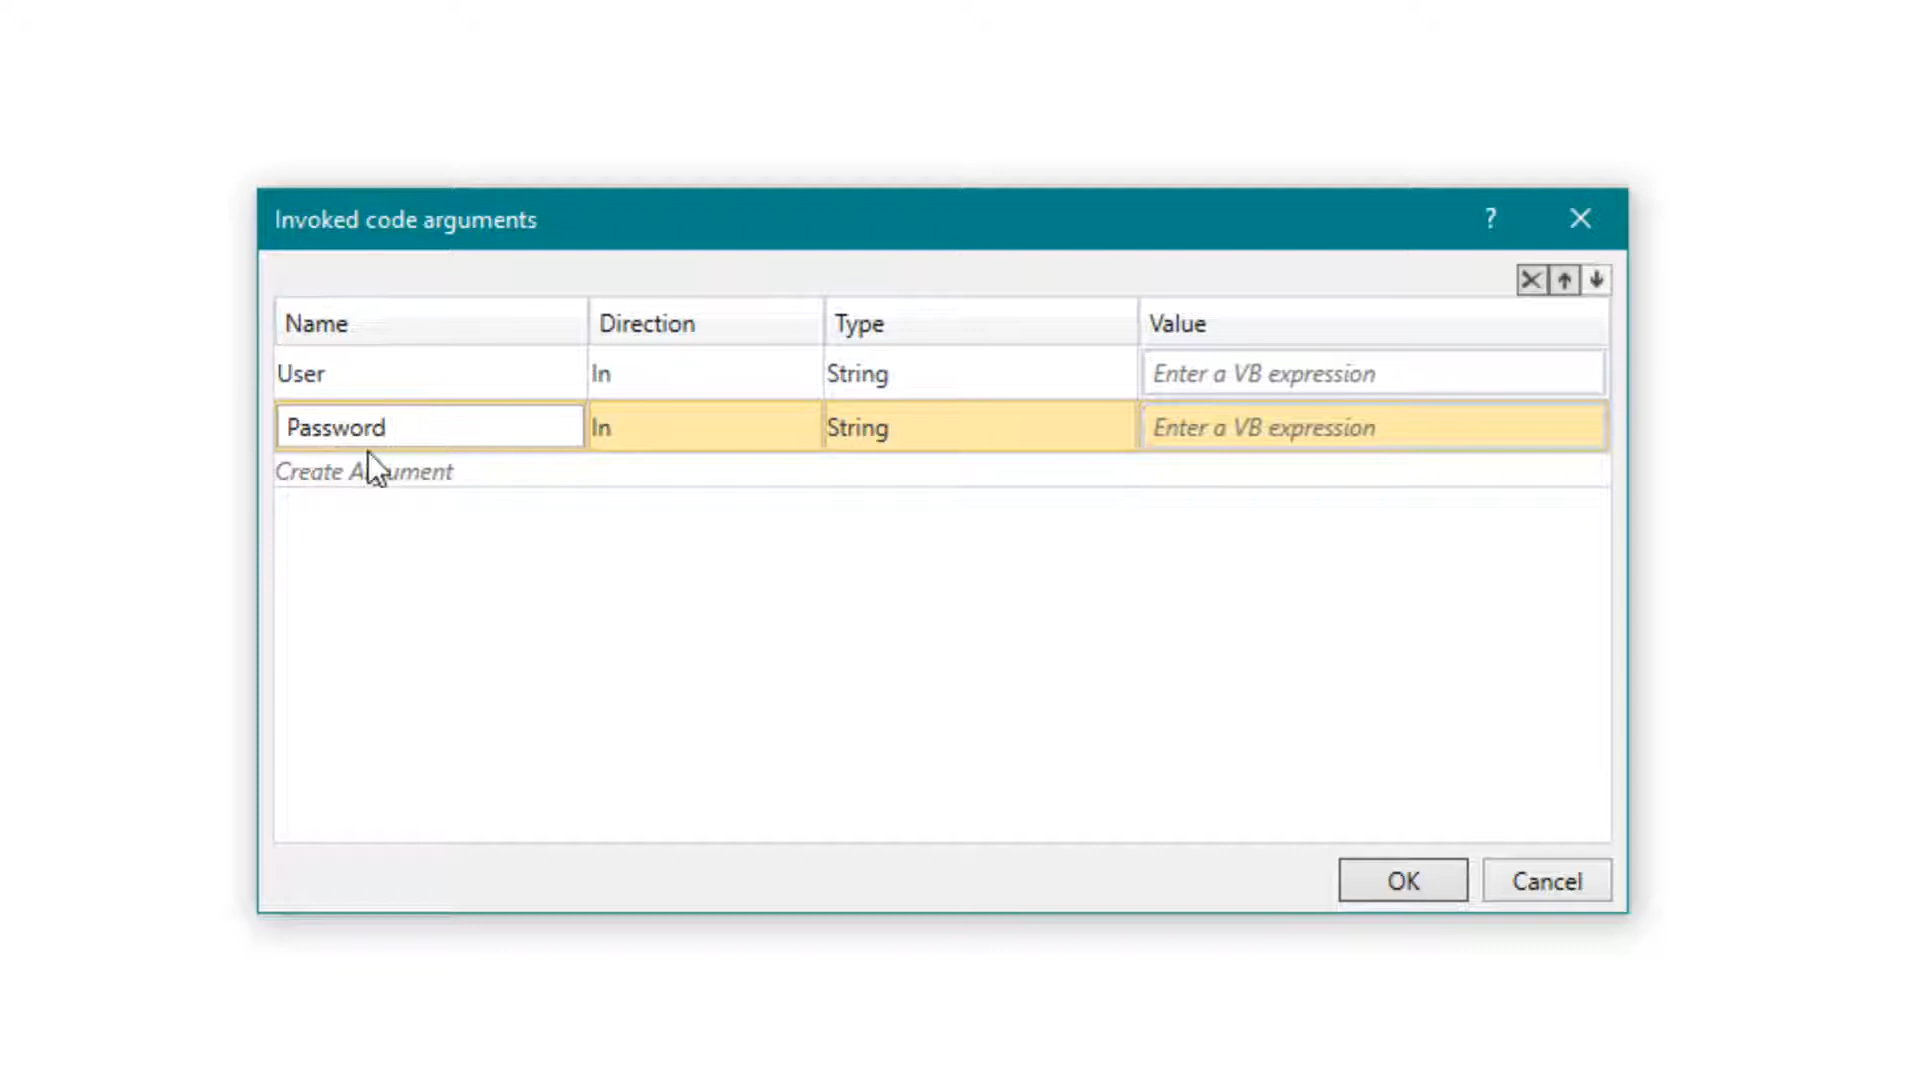 Invoked code arguments ?
Name Direction Type Value
User In String Enter a VB expression
Password In String Enter a VB expression
Create Argument
OK Cancel